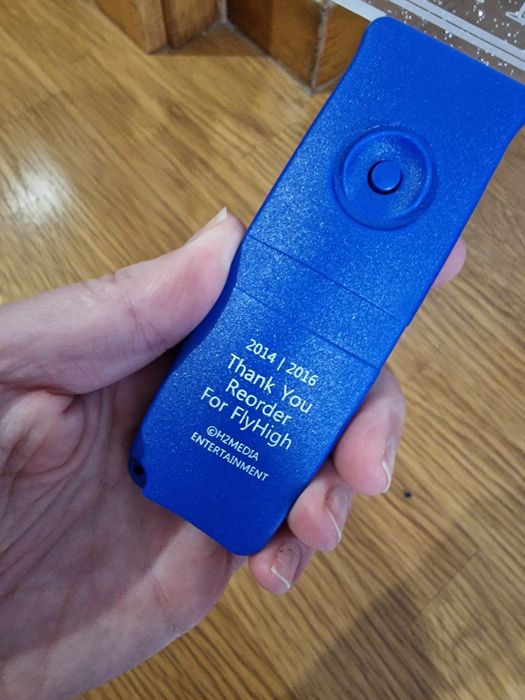 2014 | 2016
Thank You
Reorder
For FlyHigh
©H2MEDIA
ENTERTAINMENT